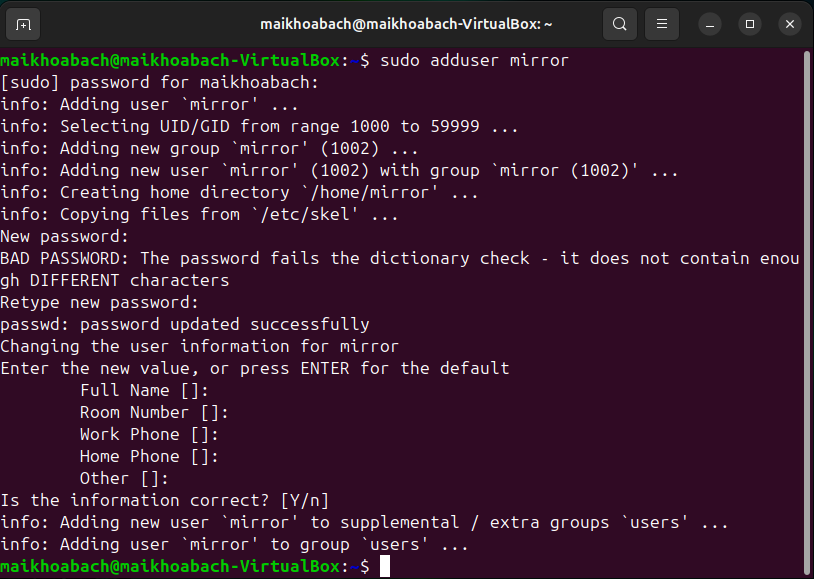 maikhoabach@maikhoabach-VirtualBox: ~
maikhoabach@maikhoabach-VirtualBox:~$ sudo adduser mirror
[sudo] password for maikhoabach:
info: Adding user `mirror' ...
info: Selecting UID/GID from range 1000 to 59999 ...
info: Adding new group `mirror' (1002) ...
info: Adding new user `mirror' (1002) with group `mirror (1002)' ...
info: Creating home directory `/home/mirror' ...
info: Copying files from `/etc/skel' ...
New password:
BAD PASSWORD: The password fails the dictionary check - it does not contain enou
gh DIFFERENT characters
Retype new password:
passwd: password updated successfully
Changing the user information for mirror
Enter the new value, or press ENTER for the default
        Full Name []:
        Room Number []:
        Work Phone []:
        Home Phone []:
        Other []:
Is the information correct? [Y/n]
info: Adding new user `mirror' to supplemental / extra groups `users' ...
info: Adding user `mirror' to group `users' ...
maikhoabach@maikhoabach-VirtualBox:~$